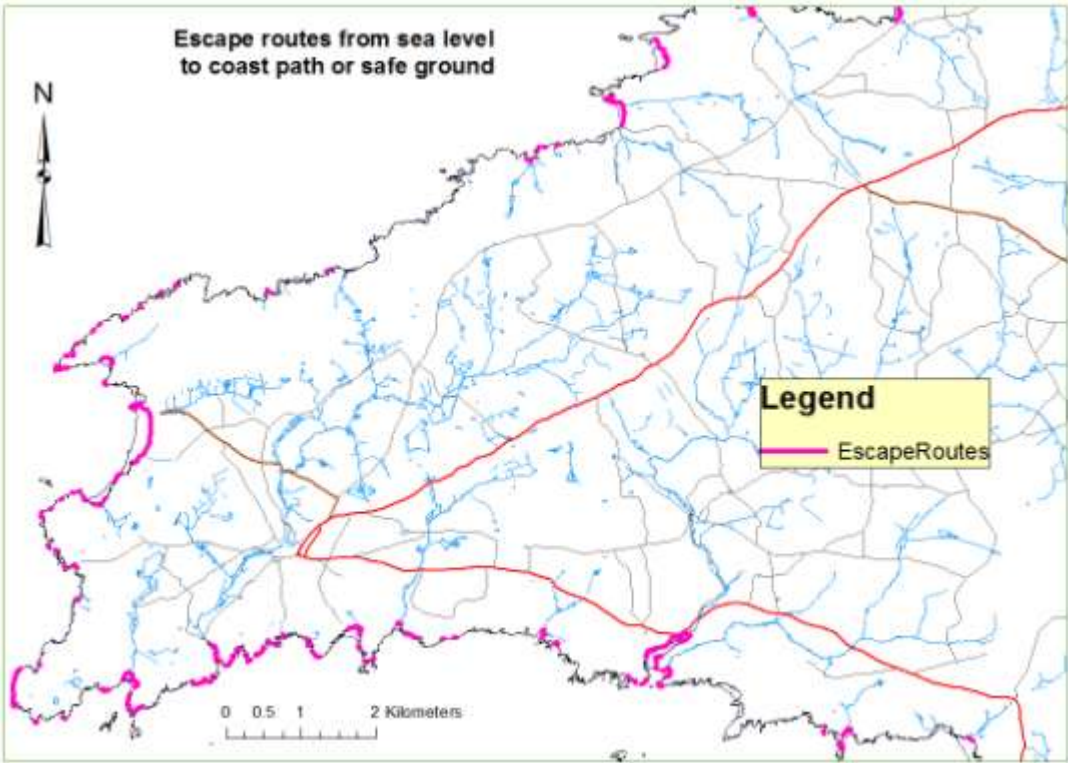 Escape routes from sea level
to coast path or safe ground
N
Legend
EscapeRoutes
0 0.5 1 2 Kilometers